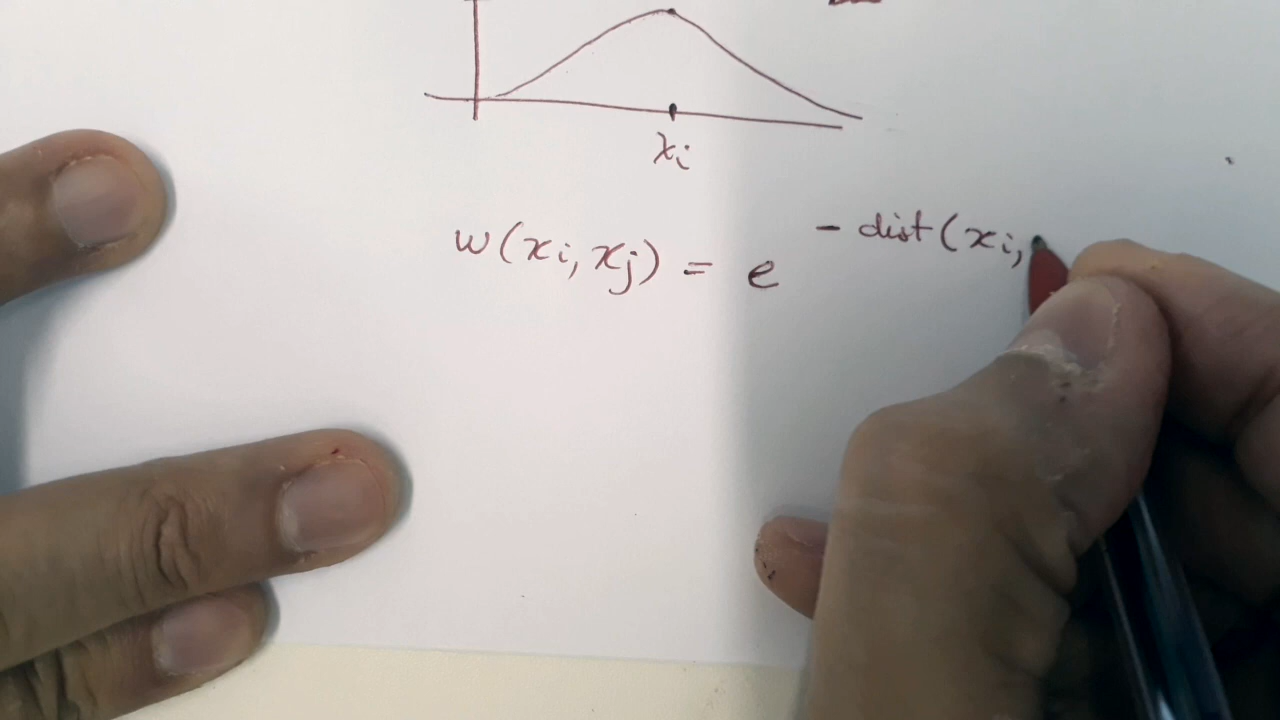 xi
w(xi, xj) = e - dist(xi,